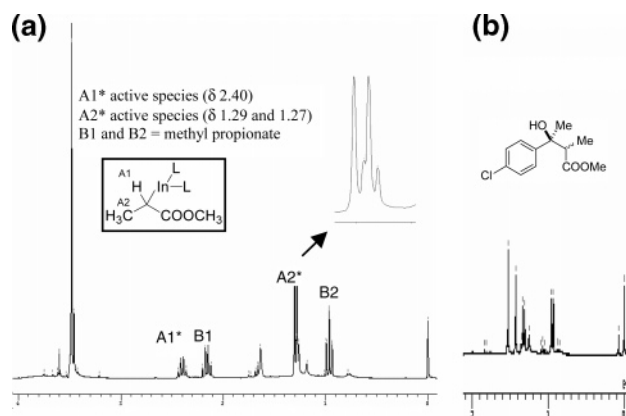 (a)
A1* active species (δ 2.40)
A2* active species (δ 1.29 and 1.27)
B1 and B2 = methyl propionate
A1
L
H
In-L
A2
H₃C
COOCH₃
A1*
B1
A2*
B2
(b)
HO
Me
Me
COOMe
Cl